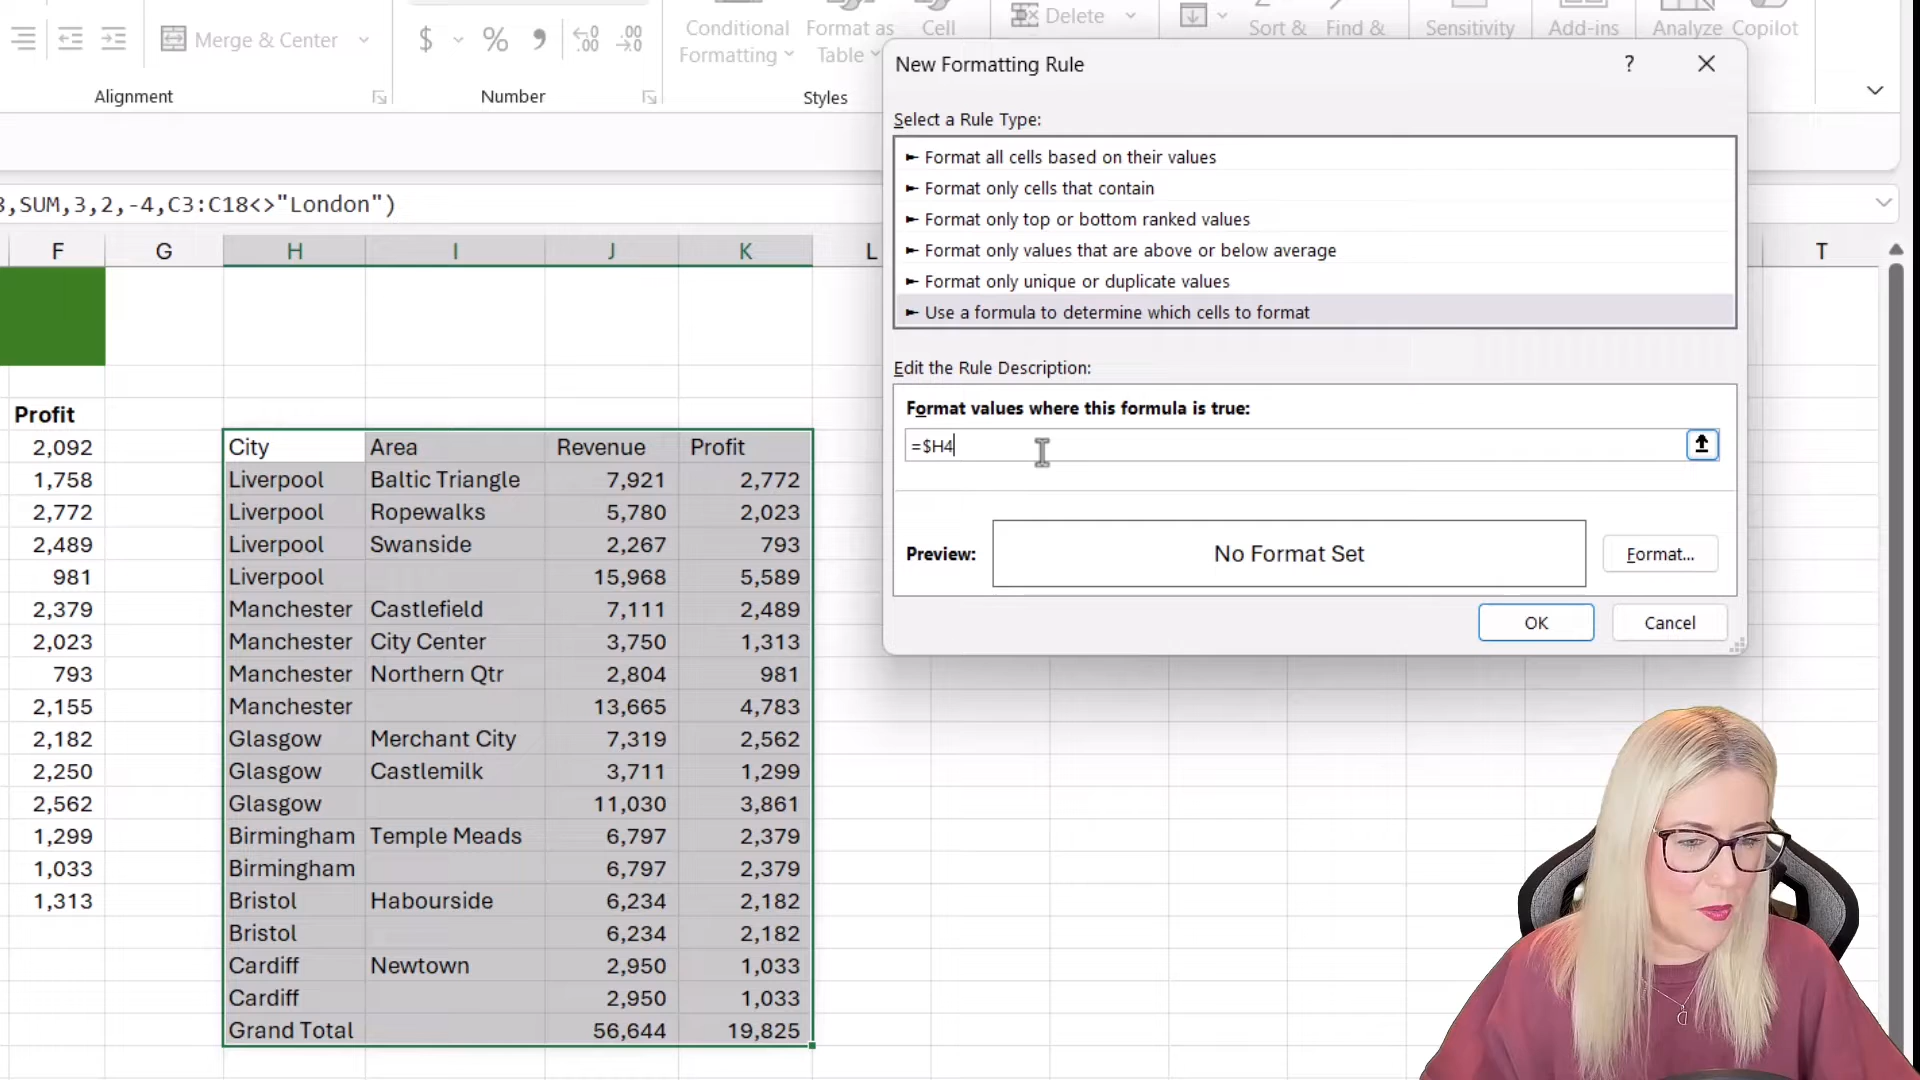 Conditional Format as Cell
Formatting Table
Delete
Sort & Find &
Sensitivity
Add-ins
Analyze Copilot
Merge & Center
$ % , .00
Alignment
Number
Styles
,SUM,3,2,-4,C3:C18<>"London")
F G H I J K L T
Profit
2,092
1,758
2,772
2,489
981
2,379
2,023
793
2,155
2,182
2,250
2,562
1,299
1,033
1,313
City Area Revenue Profit
Liverpool Baltic Triangle 7,921 2,772
Liverpool Ropewalks 5,780 2,023
Liverpool Swanside 2,267 793
Liverpool 15,968 5,589
Manchester Castlefield 7,111 2,489
Manchester City Center 3,750 1,313
Manchester Northern Qtr 2,804 981
Manchester 13,665 4,783
Glasgow Merchant City 7,319 2,562
Glasgow Castlemilk 3,711 1,299
Glasgow 11,030 3,861
Birmingham Temple Meads 6,797 2,379
Birmingham 6,797 2,379
Bristol Habourside 6,234 2,182
Bristol 6,234 2,182
Cardiff Newtown 2,950 1,033
Cardiff 2,950 1,033
Grand Total 56,644 19,825
New Formatting Rule
?
Select a Rule Type:
► Format all cells based on their values
► Format only cells that contain
► Format only top or bottom ranked values
► Format only values that are above or below average
► Format only unique or duplicate values
► Use a formula to determine which cells to format
Edit the Rule Description:
Format values where this formula is true:
=$H4
Preview:
No Format Set
Format...
OK
Cancel